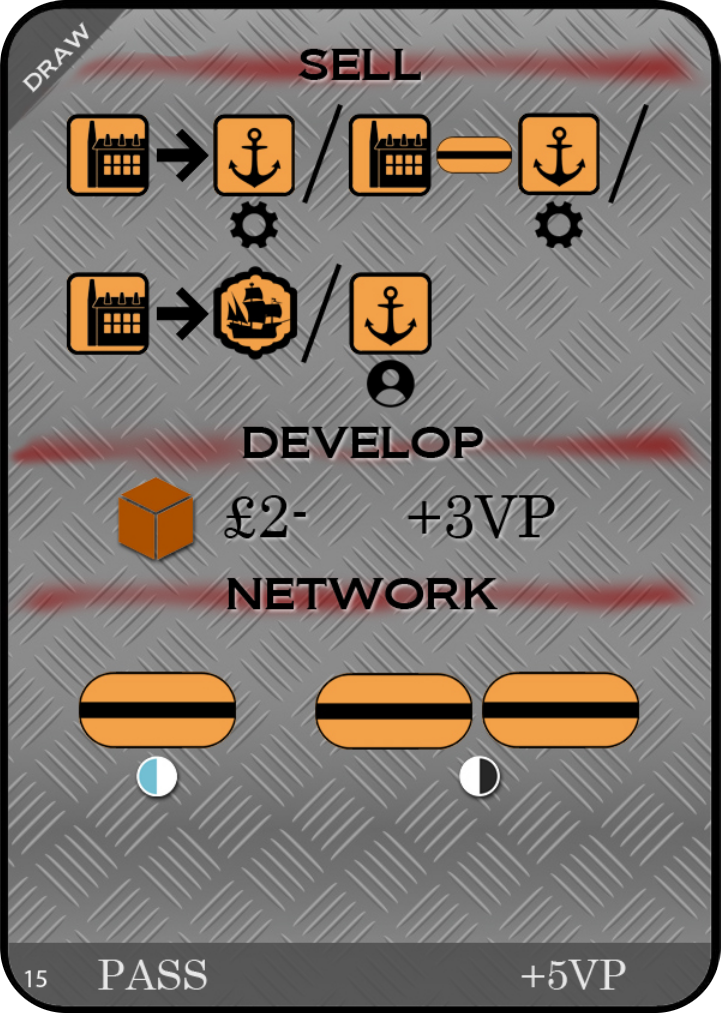 DRAW
SELL
DEVELOP
£2- +3VP
NETWORK
15 PASS +5VP